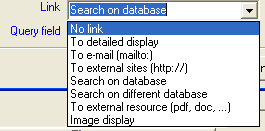 Link Search on database
Query field
No link
To detailed display
To e-mail (mailto:)
To external sites (http://)
Search on database
Search on different database
To external resource (pdf, doc, ...)
Image display